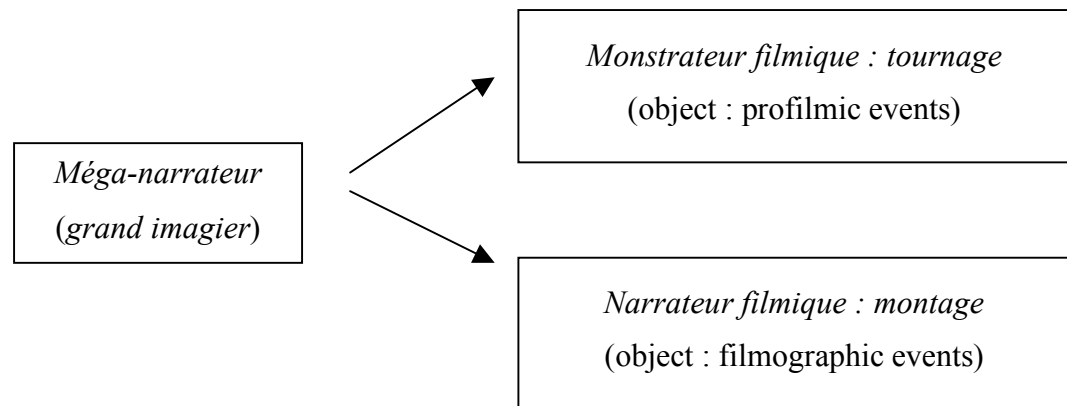 Méga-narrateur
(grand imagier)
Monstrateur filmique : tournage
(object : profilmic events)
Narrateur filmique : montage
(object : filmographic events)